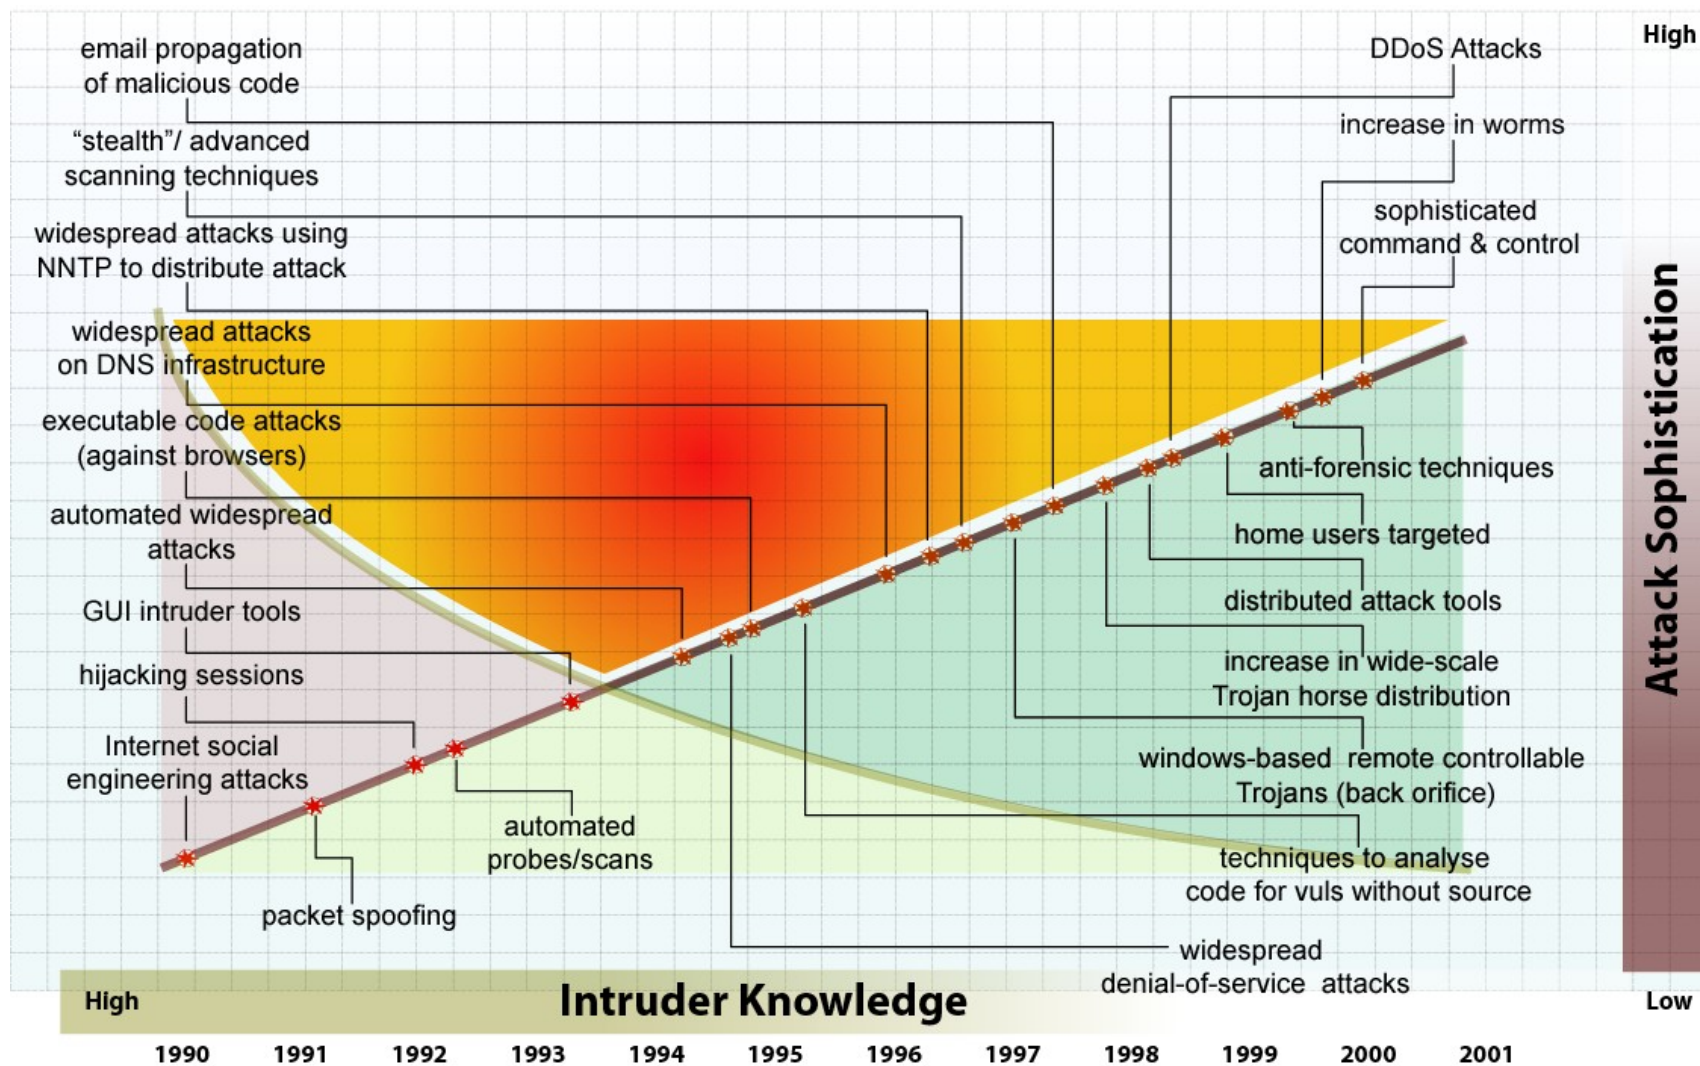 email propagation
of malicious code
“stealth”/ advanced
scanning techniques
widespread attacks using
NNTP to distribute attack
widespread attacks
on DNS infrastructure
executable code attacks
(against browsers)
automated widespread
attacks
GUI intruder tools
hijacking sessions
Internet social
engineering attacks
packet spoofing
automated
probes/scans
DDoS Attacks
increase in worms
sophisticated
command & control
anti-forensic techniques
home users targeted
distributed attack tools
increase in wide-scale
Trojan horse distribution
windows-based remote controllable
Trojans (back orifice)
techniques to analyse
code for vuls without source
widespread
denial-of-service attacks
High
Attack Sophistication
Low
High
Intruder Knowledge
1990 1991 1992 1993 1994 1995 1996 1997 1998 1999 2000 2001